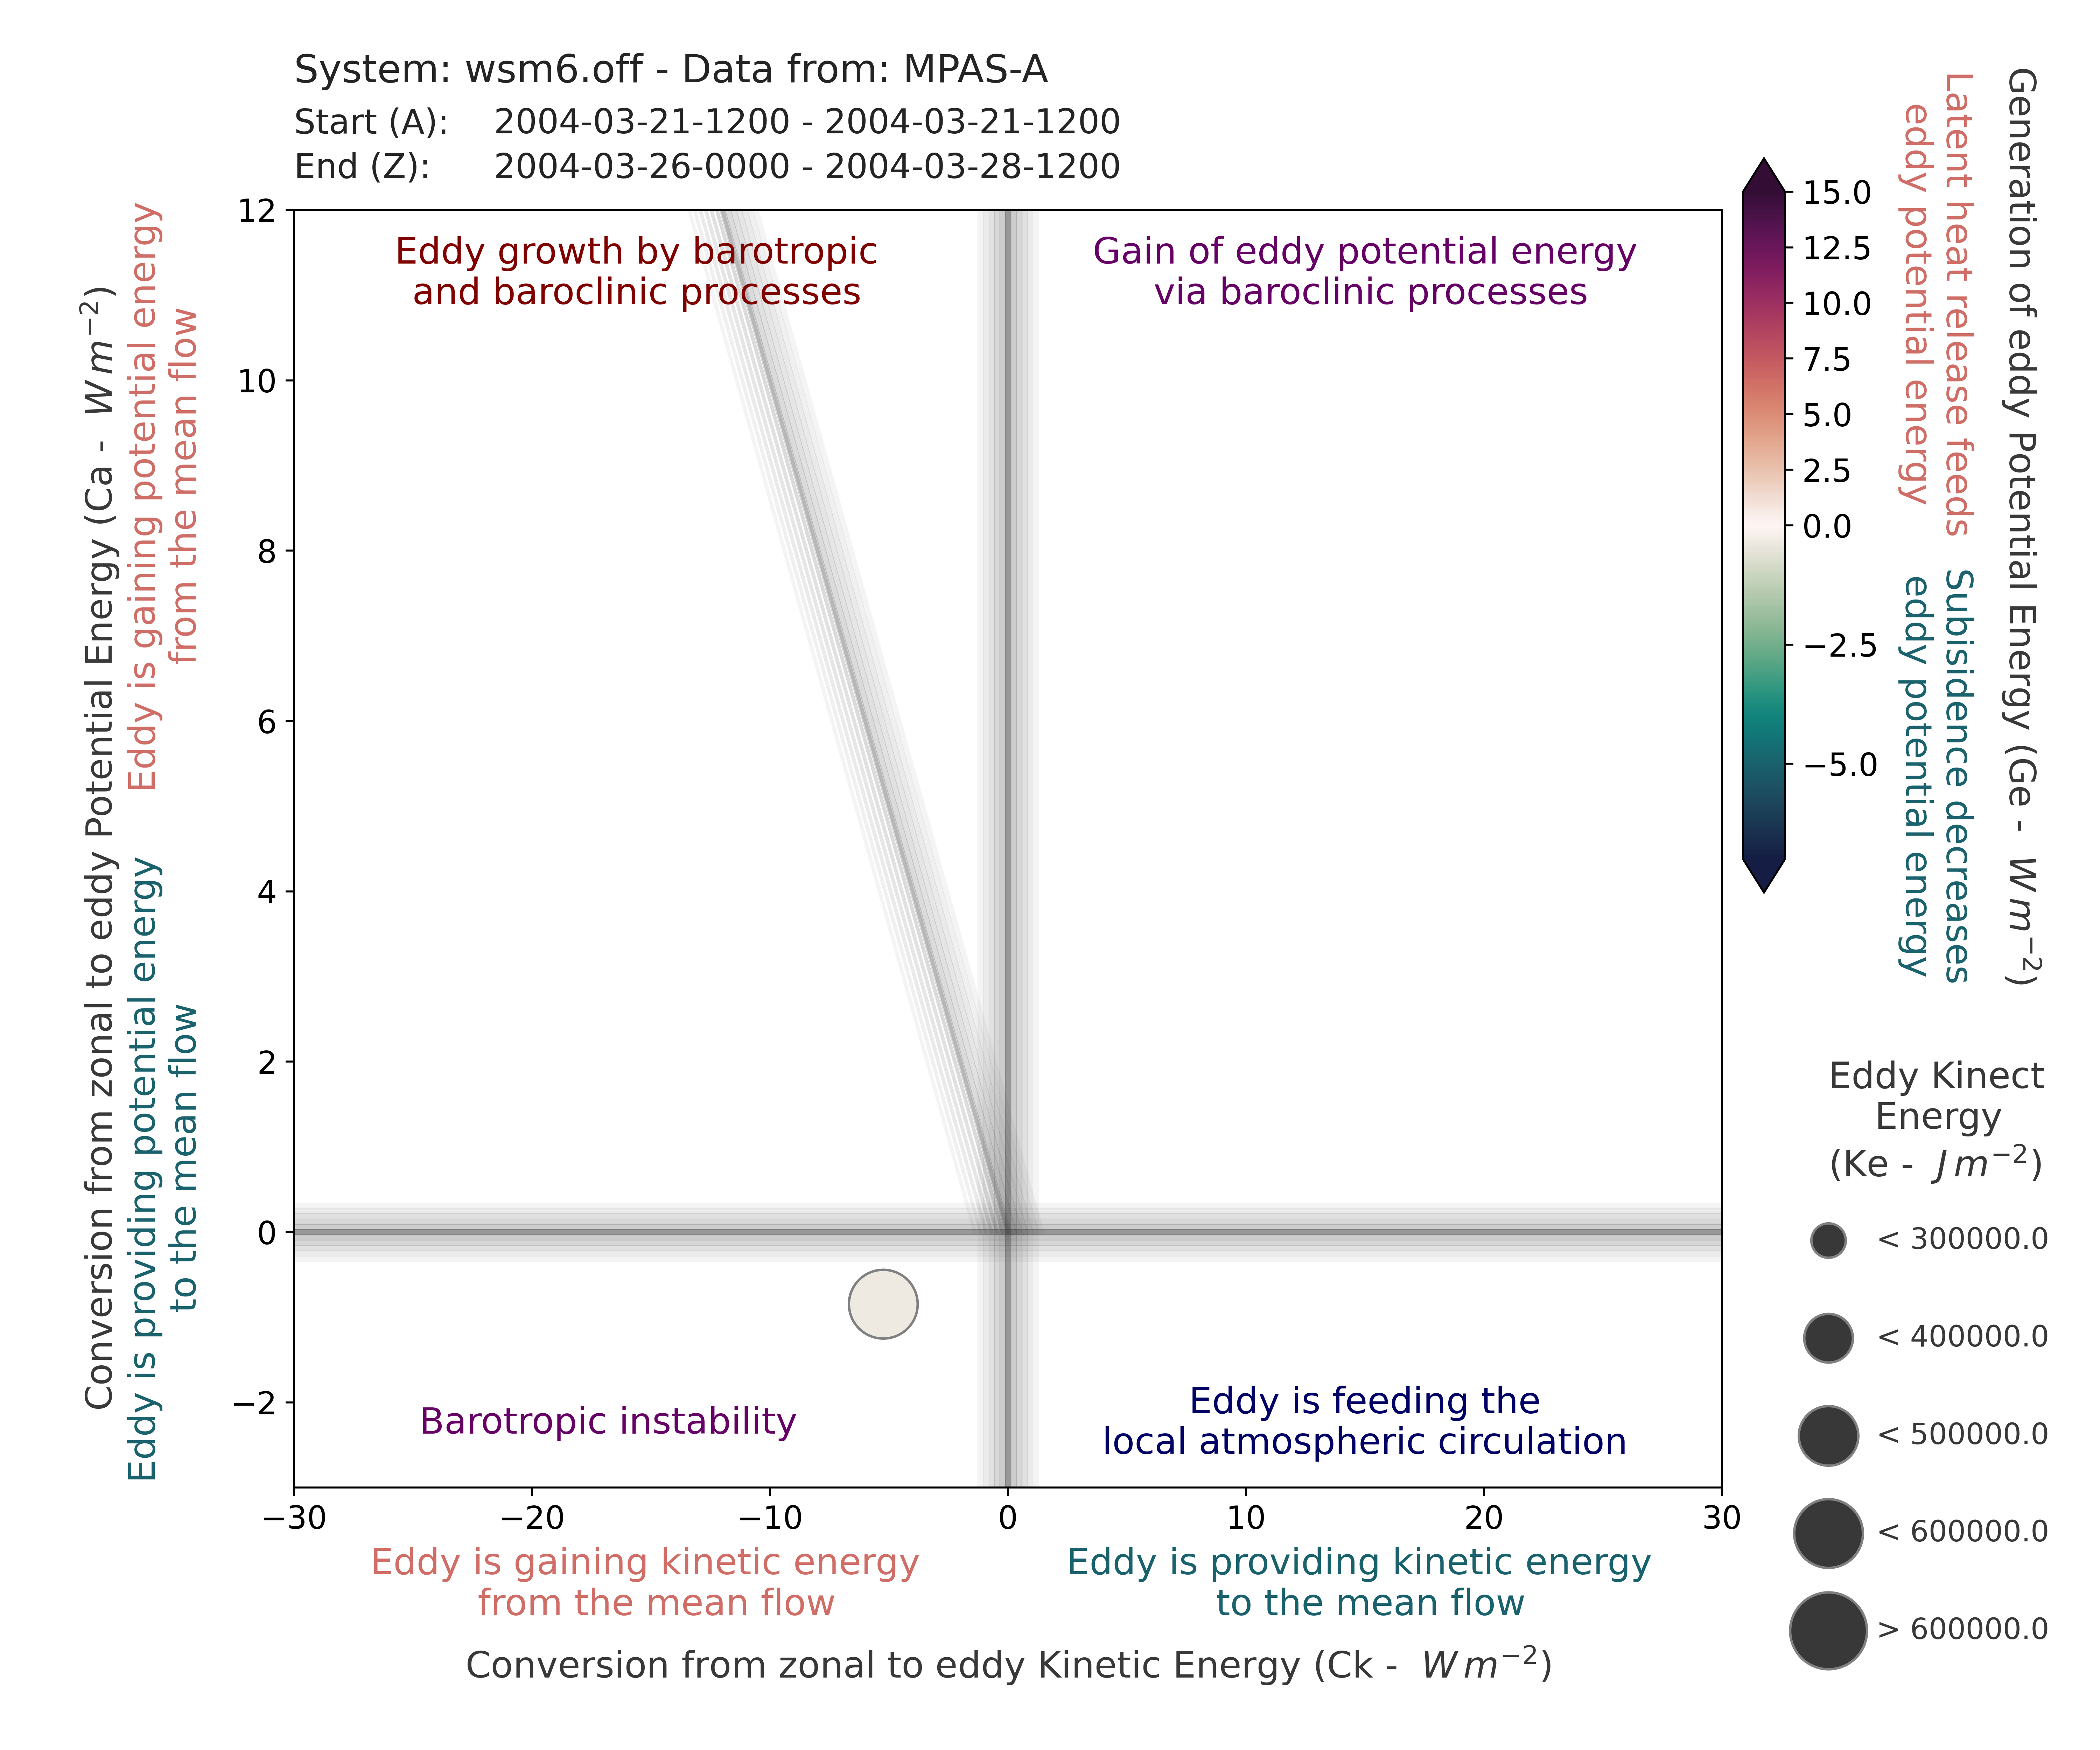 System: wsm6.off - Data from: MPAS-A
Start (A): 2004-03-21-1200 - 2004-03-21-1200
End (Z): 2004-03-26-0000 - 2004-03-28-1200
Conversion from zonal to eddy Potential Energy (Ca - W m⁻²)
Eddy is gaining potential energy
from the mean flow
Eddy is providing potential energy
to the mean flow
12
10
8
6
4
2
0
−2
Eddy growth by barotropic
and baroclinic processes
Gain of eddy potential energy
via baroclinic processes
Barotropic instability
Eddy is feeding the
local atmospheric circulation
−30
−20
−10
0
10
20
30
Eddy is gaining kinetic energy
from the mean flow
Eddy is providing kinetic energy
to the mean flow
Conversion from zonal to eddy Kinetic Energy (Ck - W m⁻²)
15.0
12.5
10.0
7.5
5.0
2.5
0.0
−2.5
−5.0
Latent heat release feeds
eddy potential energy
Subisidence decreases
eddy potential energy
Generation of eddy Potential Energy (Ge - W m⁻²)
Eddy Kinect
Energy
(Ke - J m⁻²)
< 300000.0
< 400000.0
< 500000.0
< 600000.0
> 600000.0